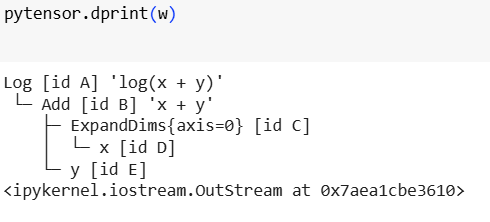 pytensor.dprint(w)
Log [id A] 'log(x + y)'
 └─ Add [id B] 'x + y'
    ├─ ExpandDims{axis=0} [id C]
    │  └─ x [id D]
    └─ y [id E]
<ipykernel.iostream.OutStream at 0x7aea1cbe3610>